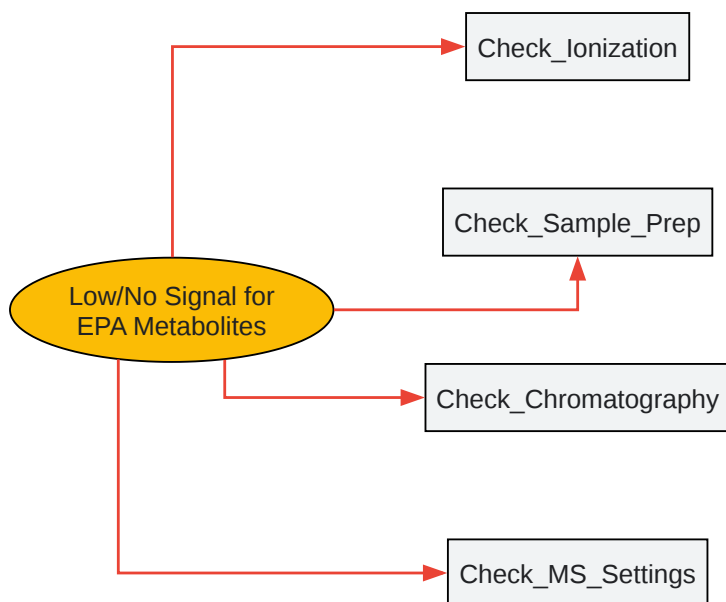 Check_Ionization
Check_Sample_Prep
Low/No Signal for
EPA Metabolites
Check_Chromatography
Check_MS_Settings